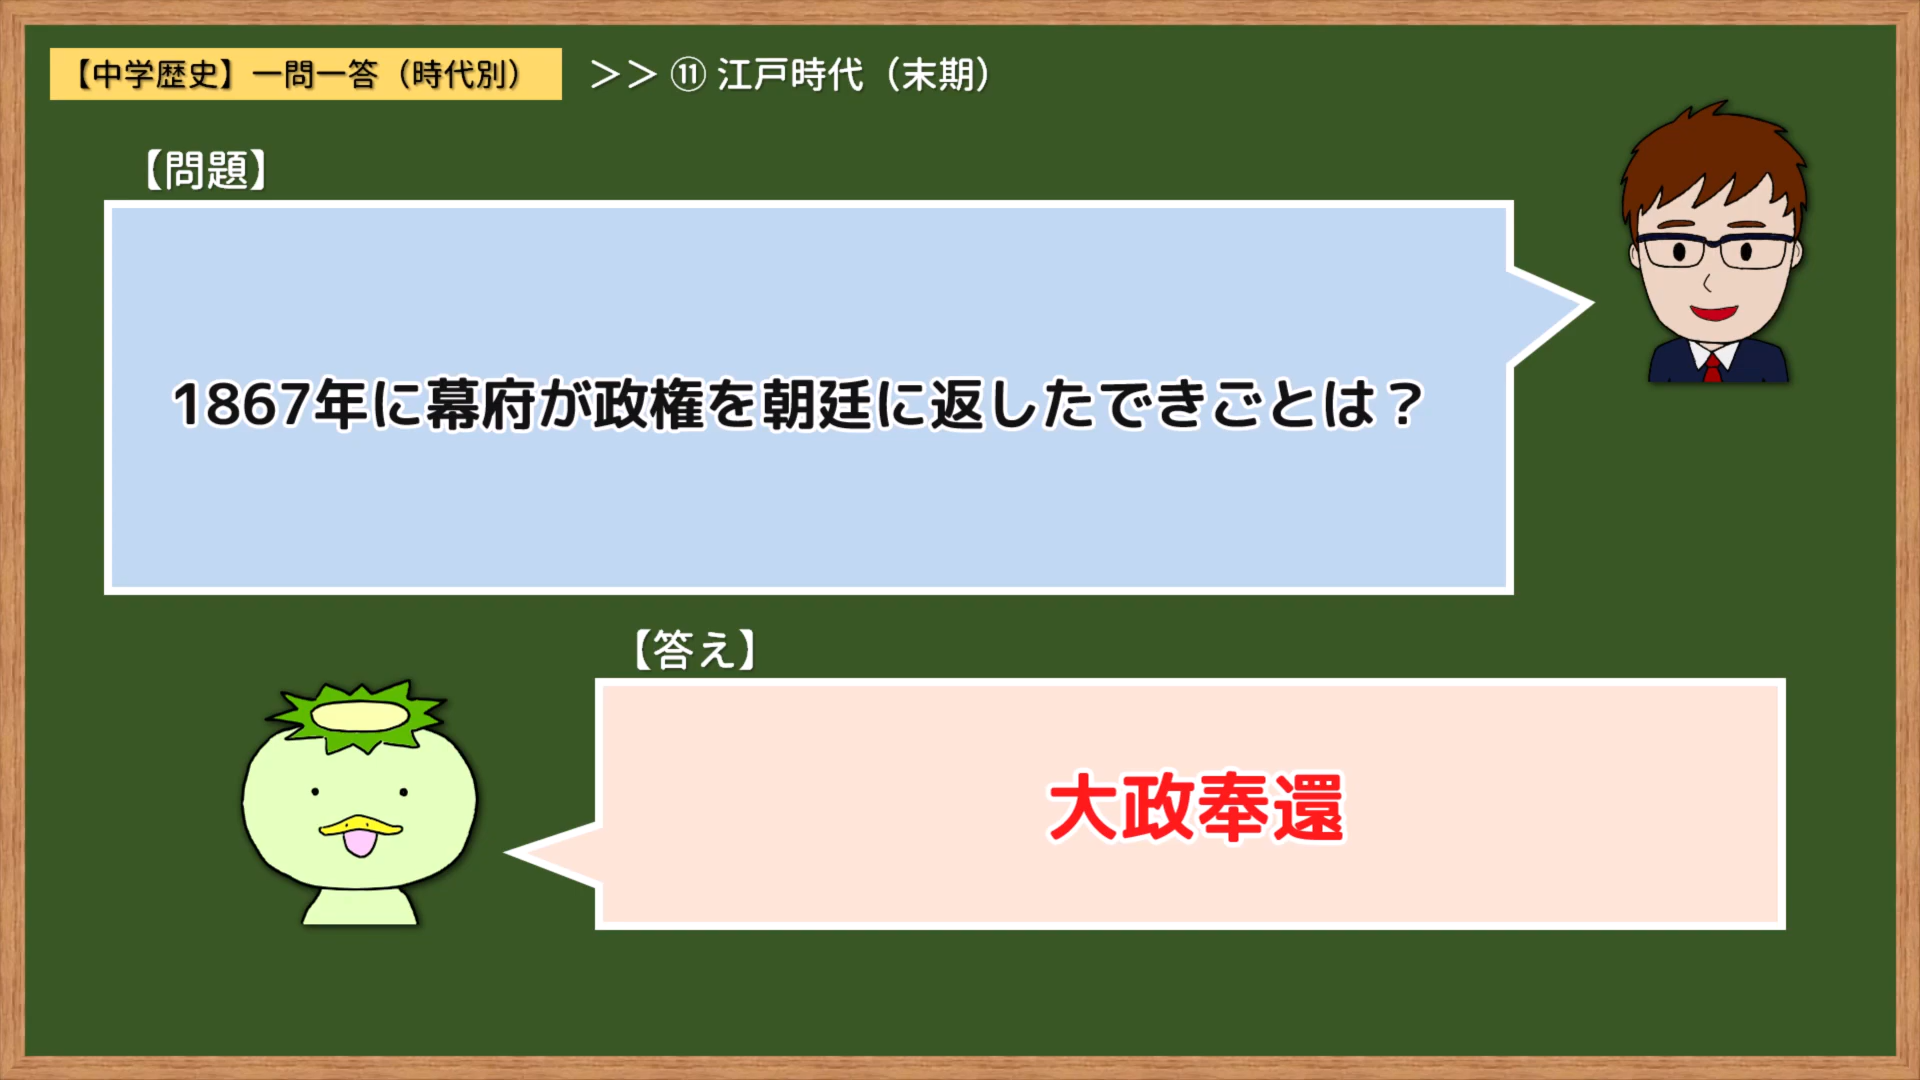 【中学歴史】一問一答（時代別） ＞＞ ⑪ 江戸時代（末期）
【問題】
1867年に幕府が政権を朝廷に返したできごとは？
【答え】
大政奉還